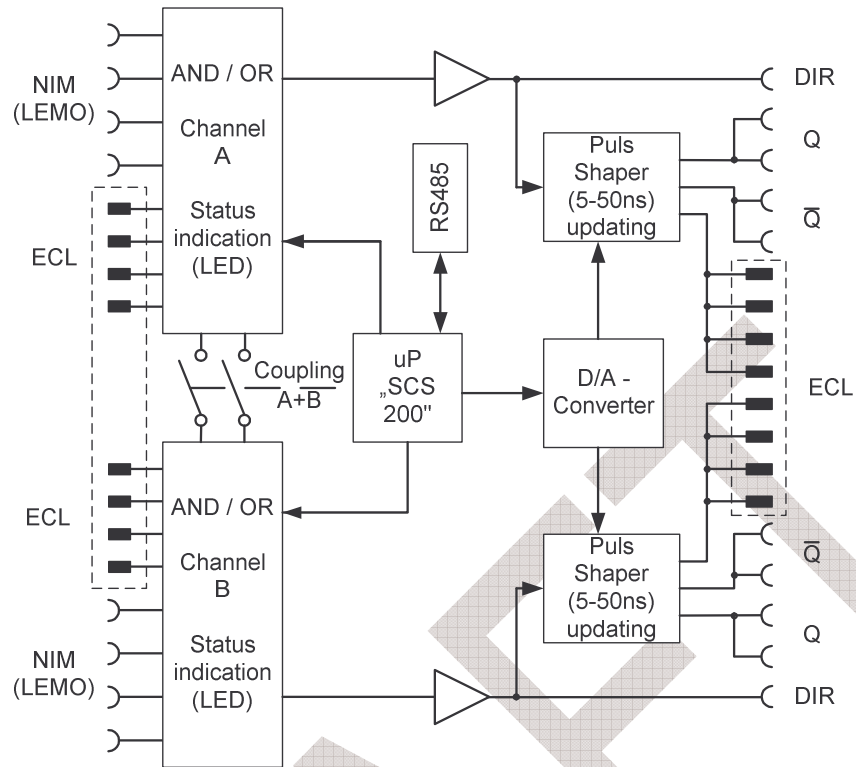 NIM
(LEMO)
AND / OR
Channel
A
Status
indication
(LED)
ECL
RS485
DIR
Q
Q̅
Puls
Shaper
(5-50ns)
updating
Coupling
A+B
uP
„SCS
200"
D/A -
Converter
ECL
ECL
AND / OR
Channel
B
Status
indication
(LED)
NIM
(LEMO)
Puls
Shaper
(5-50ns)
updating
Q̅
Q
DIR